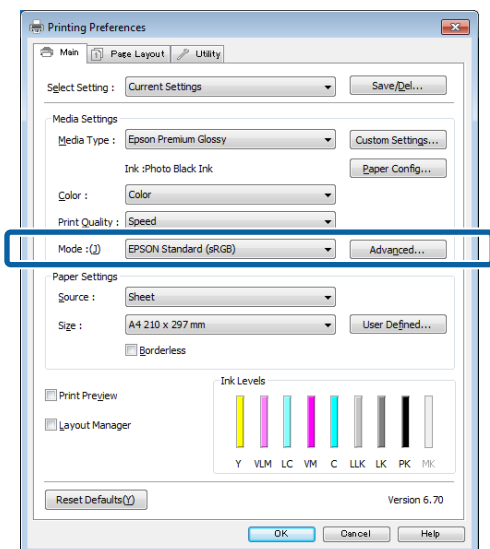 Printing Preferences
Main Page Layout Utility
Select Setting : Current Settings Save/Del...
Media Settings
Media Type : Epson Premium Glossy Custom Settings...
Ink :Photo Black Ink Paper Config...
Color : Color
Print Quality : Speed
Mode :(J) EPSON Standard (sRGB) Advanced...
Paper Settings
Source : Sheet
Size : A4 210 x 297 mm User Defined...
Borderless
Print Preview
Layout Manager
Ink Levels
Y VLM LC VM C LLK LK PK MK
Reset Defaults(Y) Version 6.70
OK Cancel Help